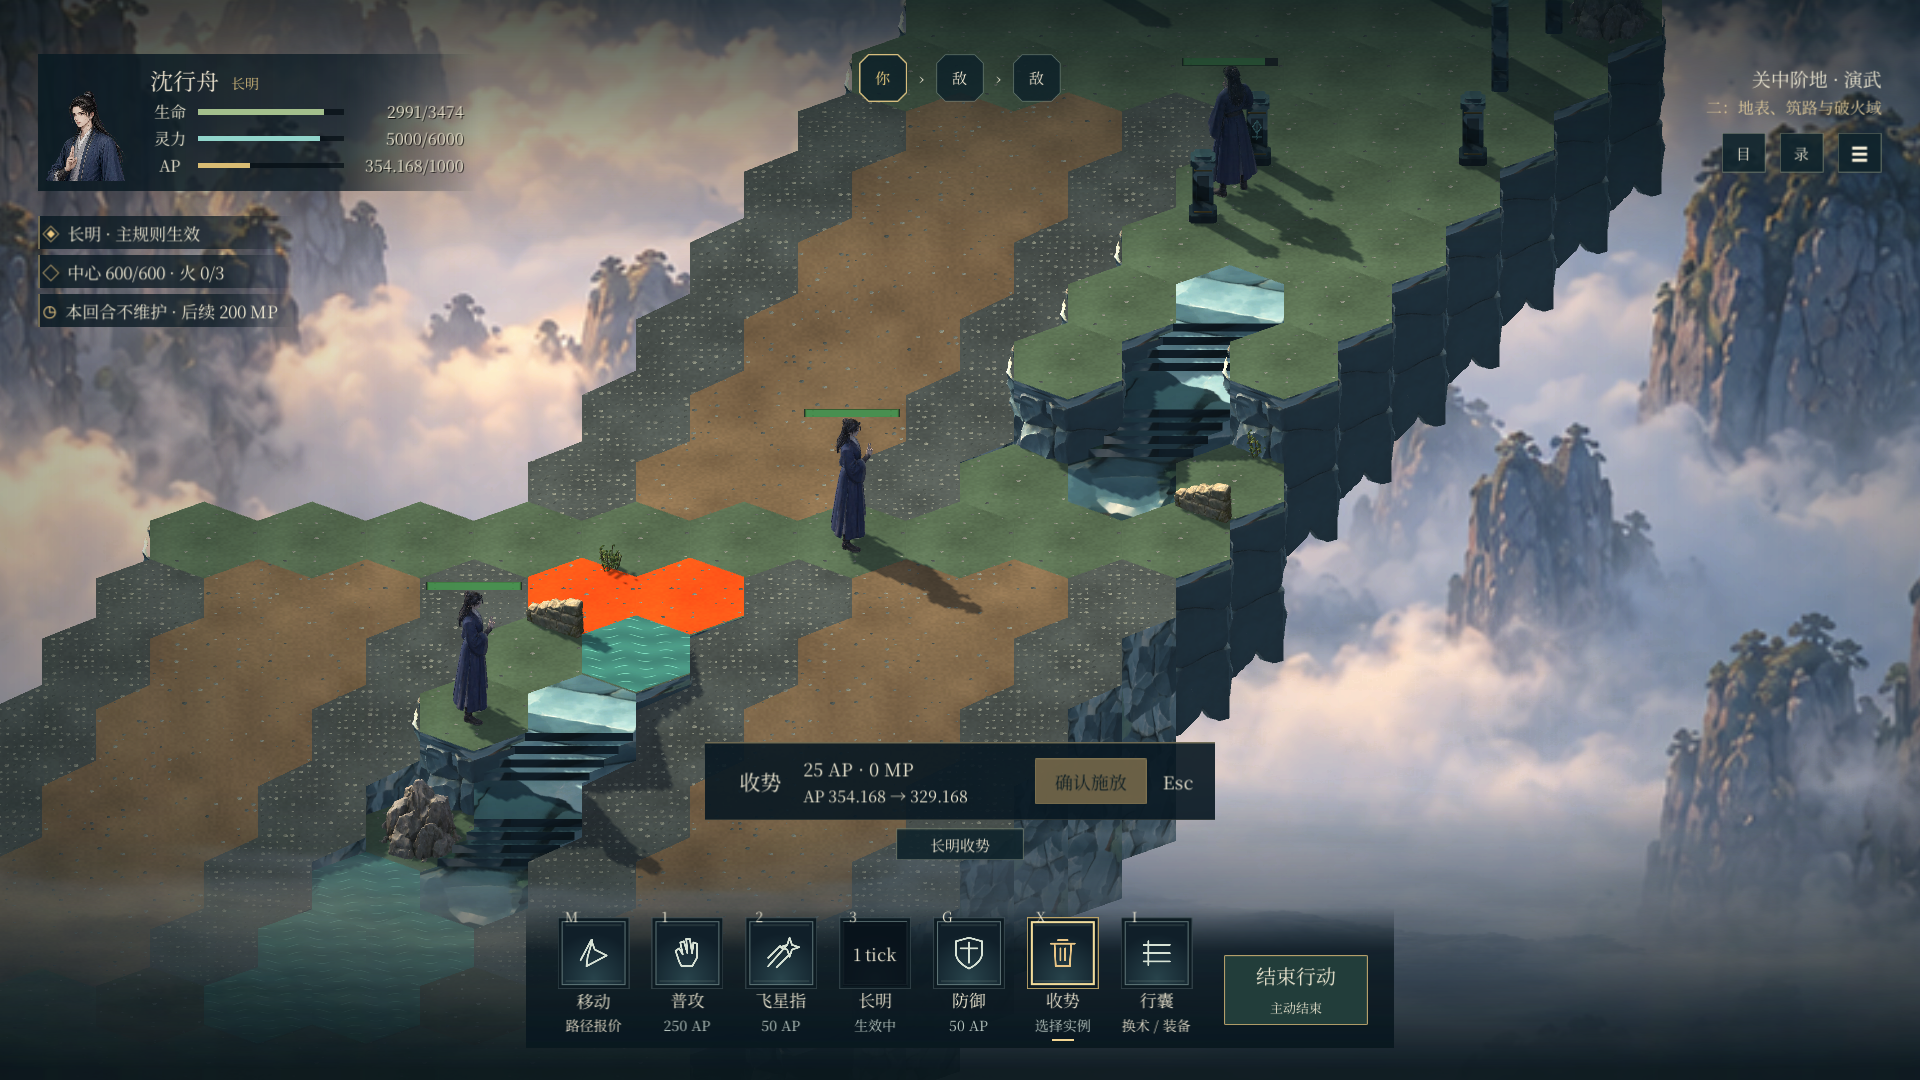 沈行舟 长明
生命 2991/3474
灵力 5000/6000
AP 354.168/1000
长明 · 主规则生效
中心 600/600 · 火 0/3
本回合不维护 · 后续 200 MP
你 › 敌 › 敌
关中阶地 · 演武
二：地表、筑路与破火域
目 录 ☰
收势
25 AP · 0 MP
AP 354.168 → 329.168
确认施放 Esc
长明收势
M 1 2 3 G X I
1 tick
移动 普攻 飞星指 长明 防御 收势 行囊
路径报价 250 AP 50 AP 生效中 50 AP 选择实例 换术 / 装备
结束行动
主动结束